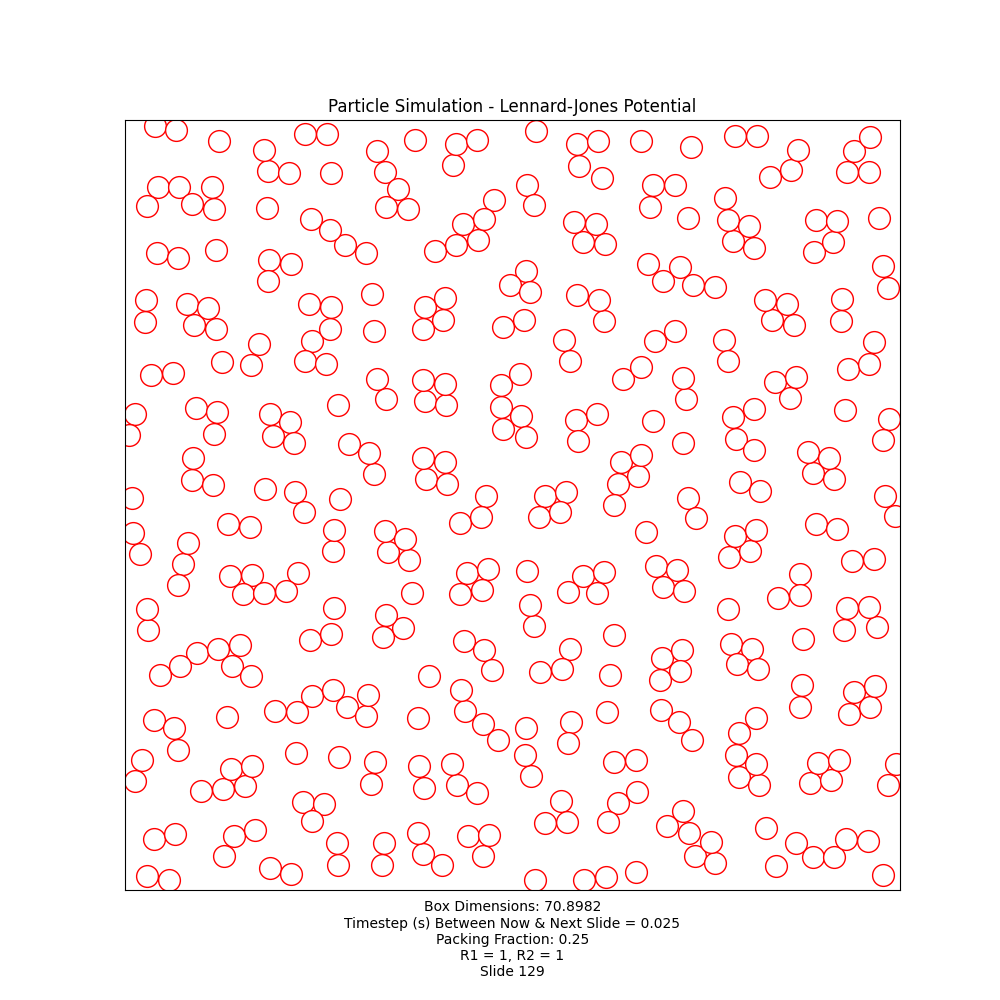 Particle Simulation - Lennard-Jones Potential
Box Dimensions: 70.8982
Timestep (s) Between Now & Next Slide = 0.025
Packing Fraction: 0.25
R1 = 1, R2 = 1
Slide 129